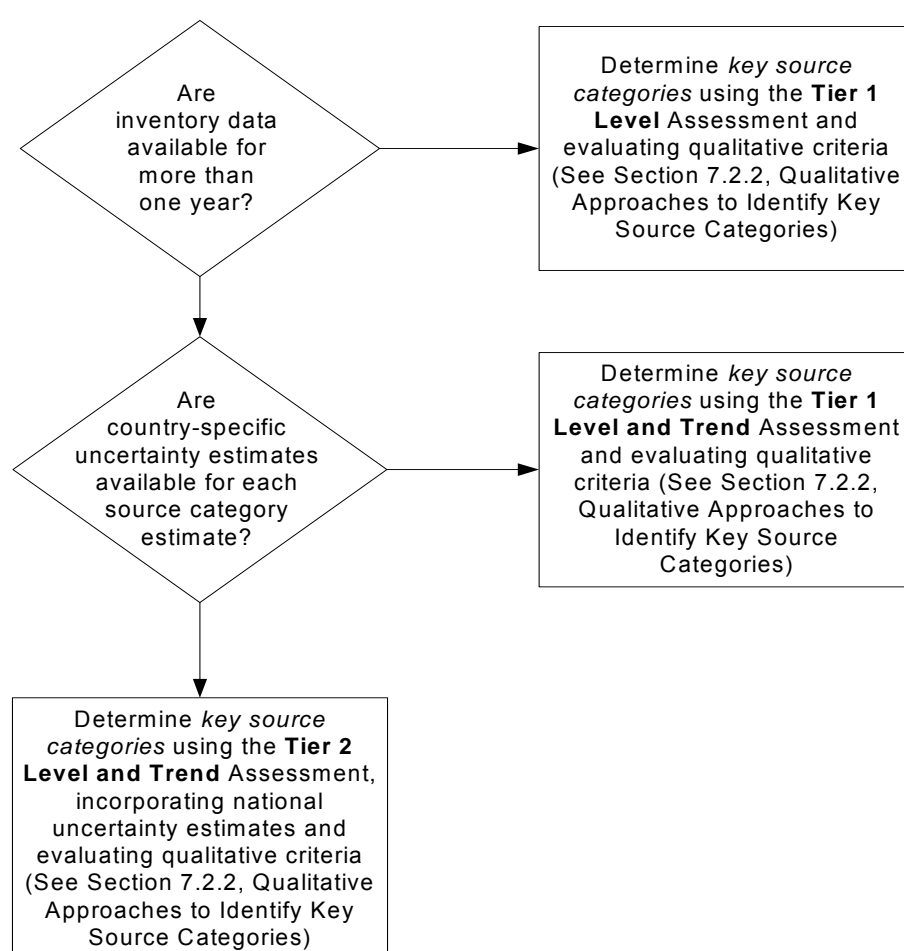 Are
inventory data
available for
more than
one year?
Determine key source
categories using the Tier 1
Level Assessment and
evaluating qualitative criteria
(See Section 7.2.2, Qualitative
Approaches to Identify Key
Source Categories)
Are
country-specific
uncertainty estimates
available for each
source category
estimate?
Determine key source
categories using the Tier 1
Level and Trend Assessment
and evaluating qualitative
criteria (See Section 7.2.2,
Qualitative Approaches to
Identify Key Source
Categories)
Determine key source
categories using the Tier 2
Level and Trend Assessment,
incorporating national
uncertainty estimates and
evaluating qualitative criteria
(See Section 7.2.2, Qualitative
Approaches to Identify Key
Source Categories)